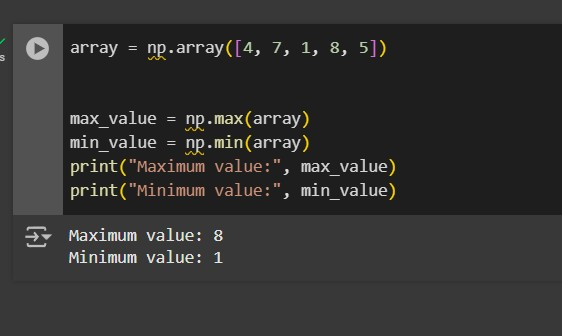 array = np.array([4, 7, 1, 8, 5])
max_value = np.max(array)
min_value = np.min(array)
print("Maximum value:", max_value)
print("Minimum value:", min_value)
Maximum value: 8
Minimum value: 1